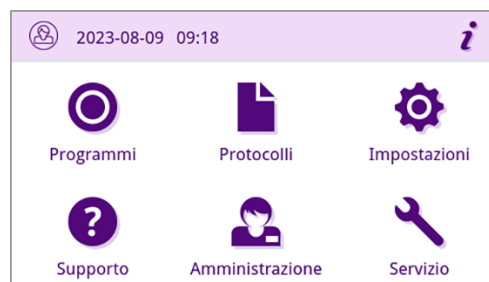 2023-08-09 09:18 i
Programmi Protocolli Impostazioni
?
Supporto Amministrazione Servizio